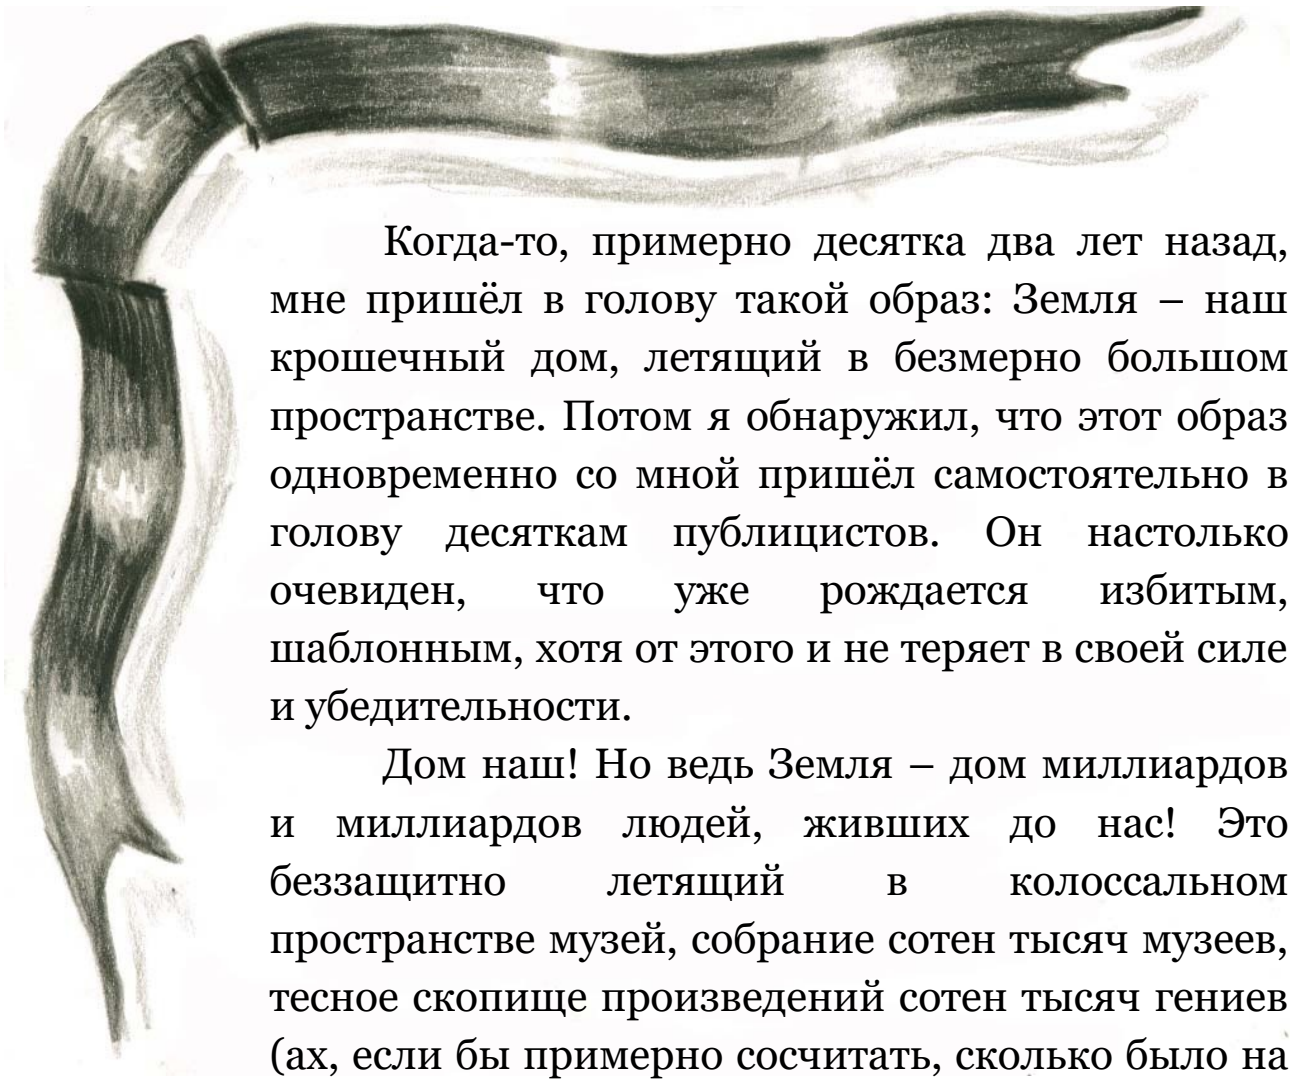 Когда-то, примерно десятка два лет назад,
мне пришёл в голову такой образ: Земля – наш
крошечный дом, летящий в безмерно большом
пространстве. Потом я обнаружил, что этот образ
одновременно со мной пришёл самостоятельно в
голову десяткам публицистов. Он настолько
очевиден, что уже рождается избитым,
шаблонным, хотя от этого и не теряет в своей силе
и убедительности.
Дом наш! Но ведь Земля – дом миллиардов
и миллиардов людей, живших до нас! Это
беззащитно летящий в колоссальном
пространстве музей, собрание сотен тысяч музеев,
тесное скопище произведений сотен тысяч гениев
(ах, если бы примерно сосчитать, сколько было на